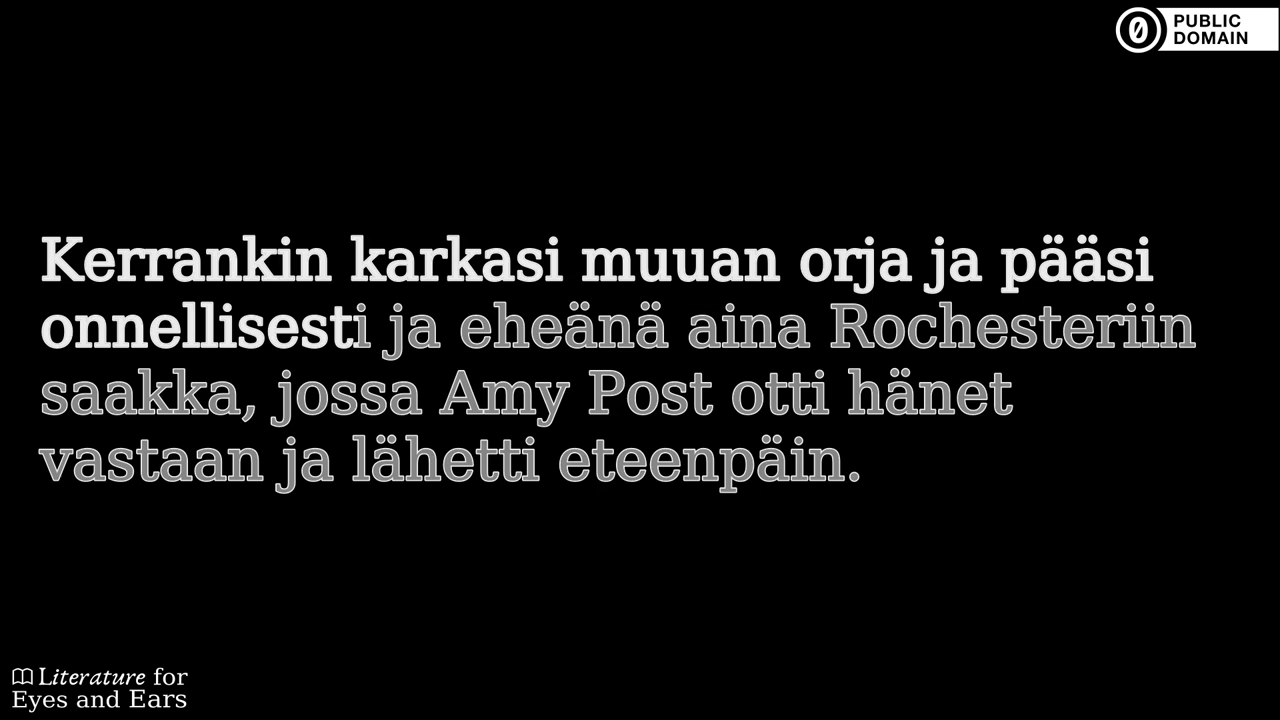 PUBLIC
DOMAIN
Kerrankin karkasi muuan orja ja pääsi
onnellisesti ja eheänä aina Rochesteriin
saakka, jossa Amy Post otti hänet
vastaan ja lähetti eteenpäin.
Literature for
Eyes and Ears